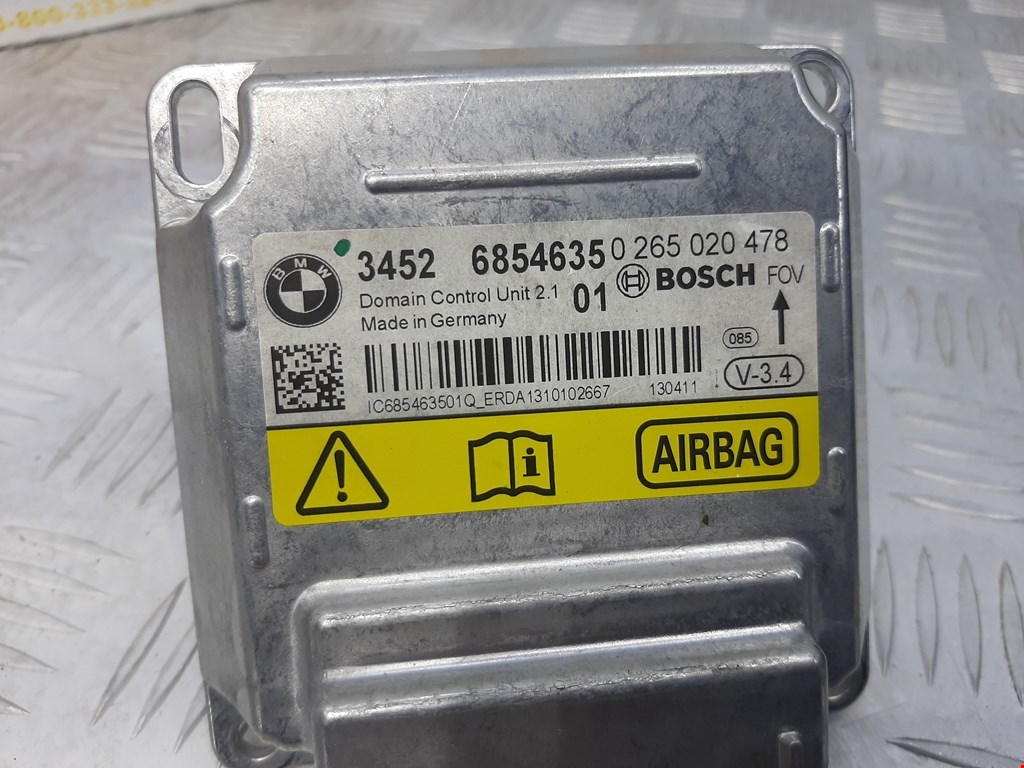 BMW
3452 6854635 0 265 020 478
Domain Control Unit 2.1 01 BOSCH FOV
Made in Germany
085
V-3.4
IC685463501Q_ERDA1310102667 130411
i
AIRBAG